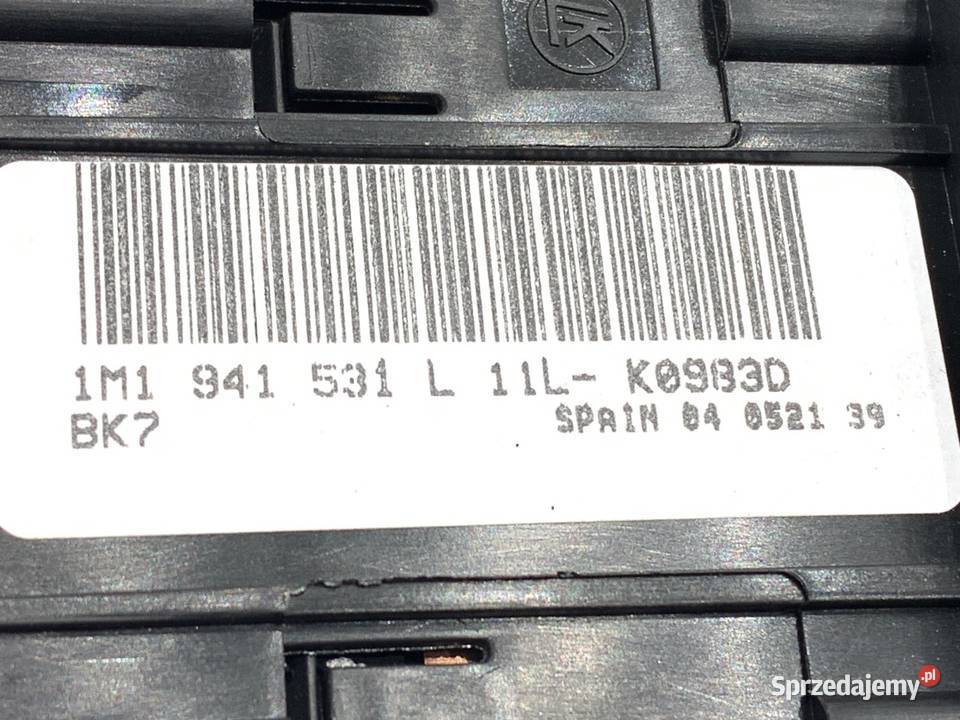 1M1 941 531 L 11L- K0983D
BK7
SPAIN 04 0521 39
Sprzedajemy.pl